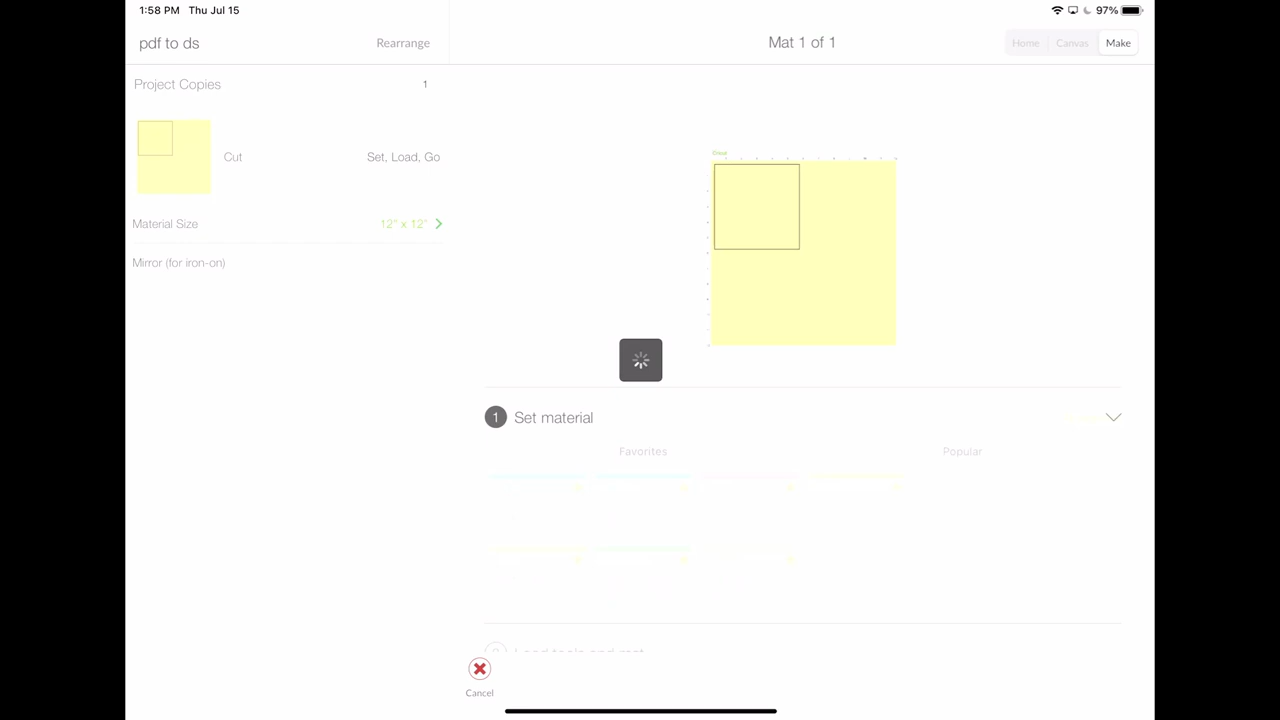 1:58 PM Thu Jul 15
97%
pdf to ds
Rearrange
Mat 1 of 1
Home
Canvas
Make
Project Copies
1
Cut
Set, Load, Go
Material Size
12" x 12"
Mirror (for iron-on)
Cricut
1
Set material
Favorites
Popular
Cancel